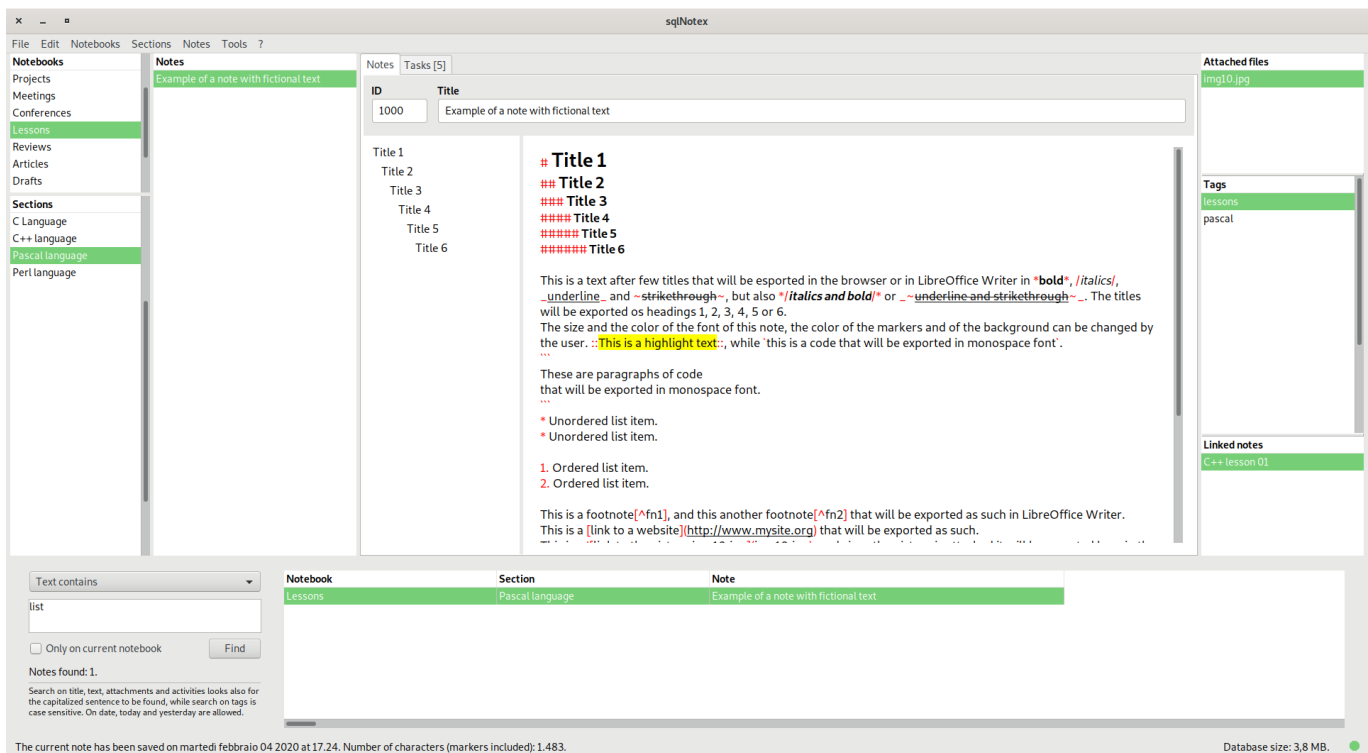 sqlNotex
File Edit Notebooks Sections Notes Tools ?
Notebooks
Projects
Meetings
Conferences
Lessons
Reviews
Articles
Drafts
Sections
C Language
C++ language
Pascal language
Perl language
Notes
Example of a note with fictional text
Notes Tasks [5]
ID Title
1000 Example of a note with fictional text
Title 1
Title 2
Title 3
Title 4
Title 5
Title 6
# Title 1
## Title 2
### Title 3
#### Title 4
##### Title 5
###### Title 6
This is a text after few titles that will be esported in the browser or in LibreOffice Writer in *bold*, /italics/,
_underline_ and ~strikethrough~, but also */italics and bold/* or _~underline and strikethrough~_. The titles
will be exported os headings 1, 2, 3, 4, 5 or 6.
The size and the color of the font of this note, the color of the markers and of the background can be changed by
the user. ::This is a highlight text::, while `this is a code that will be exported in monospace font`.
```
These are paragraphs of code
that will be exported in monospace font.
```
* Unordered list item.
* Unordered list item.
1. Ordered list item.
2. Ordered list item.
This is a footnote[^fn1], and this another footnote[^fn2] that will be exported as such in LibreOffice Writer.
This is a [link to a website](http://www.mysite.org) that will be exported as such.
Attached files
img10.jpg
Tags
lessons
pascal
Linked notes
C++ lesson 01
Text contains
list
Only on current notebook Find
Notes found: 1.
Search on title, text, attachments and activities looks also for
the capitalized sentence to be found, while search on tags is
case sensitive. On date, today and yesterday are allowed.
Notebook Section Note
Lessons Pascal language Example of a note with fictional text
The current note has been saved on martedì febbraio 04 2020 at 17.24. Number of characters (markers included): 1.483.
Database size: 3,8 MB.